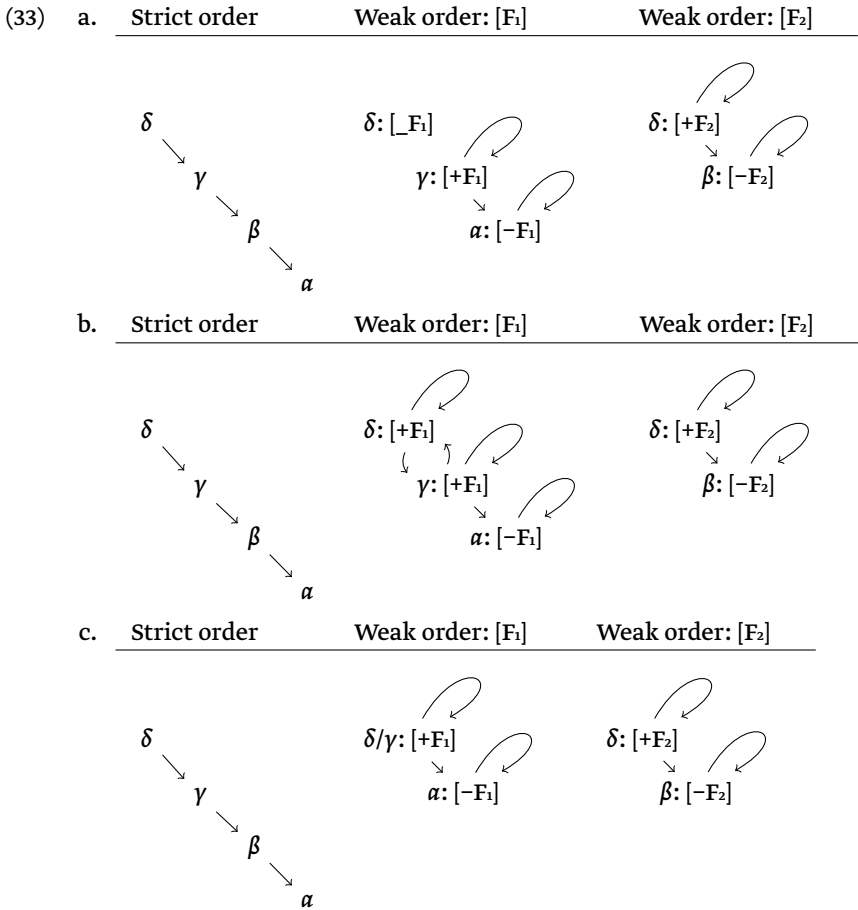 (33) a. Strict order Weak order: [F₁] Weak order: [F₂]
δ δ: [_F₁] δ: [+F₂]
γ γ: [+F₁] β: [−F₂]
β α: [−F₁]
α
b. Strict order Weak order: [F₁] Weak order: [F₂]
δ δ: [+F₁] δ: [+F₂]
γ γ: [+F₁] β: [−F₂]
β α: [−F₁]
α
c. Strict order Weak order: [F₁] Weak order: [F₂]
δ δ/γ: [+F₁] δ: [+F₂]
γ α: [−F₁] β: [−F₂]
β
α